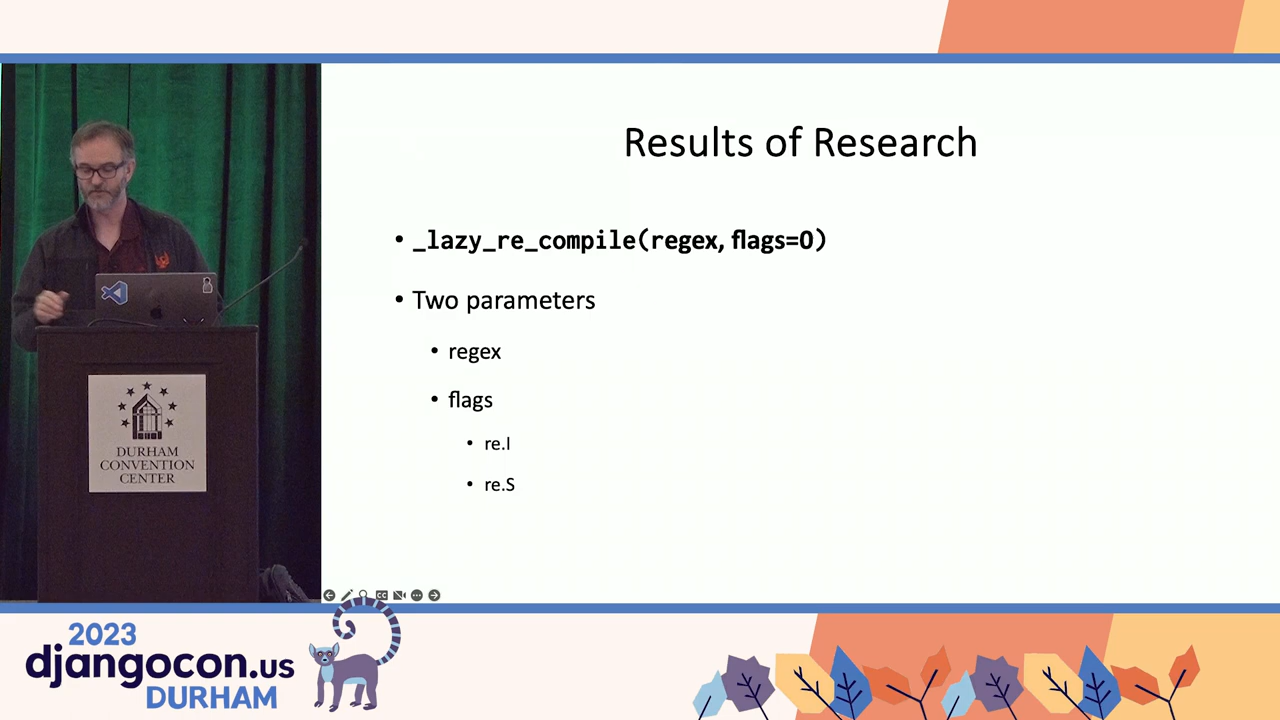 Results of Research
• _lazy_re_compile(regex, flags=0)
• Two parameters
• regex
• flags
• re.I
• re.S
DURHAM
CONVENTION
CENTER
CC
2023
djangocon.us
DURHAM